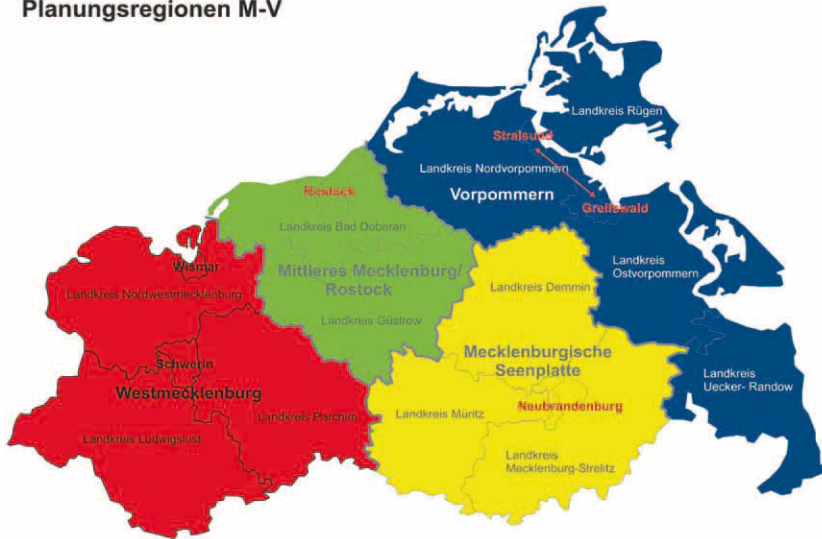 Planungsregionen M-V
Landkreis Rügen
Stralsund
Landkreis Nordvorpommern
Vorpommern
Greifswald
Rostock
Landkreis Bad Doberan
Mittleres Mecklenburg/
Rostock
Landkreis Güstrow
Landkreis
Ostvorpommern
Wismar
Landkreis Nordwestmecklenburg
Landkreis Demmin
Schwerin
Westmecklenburg
Landkreis Parchim
Landkreis Ludwigslust
Mecklenburgische
Seenplatte
Landkreis
Uecker- Randow
Landkreis Müritz
Neubrandenburg
Landkreis
Mecklenburg-Strelitz